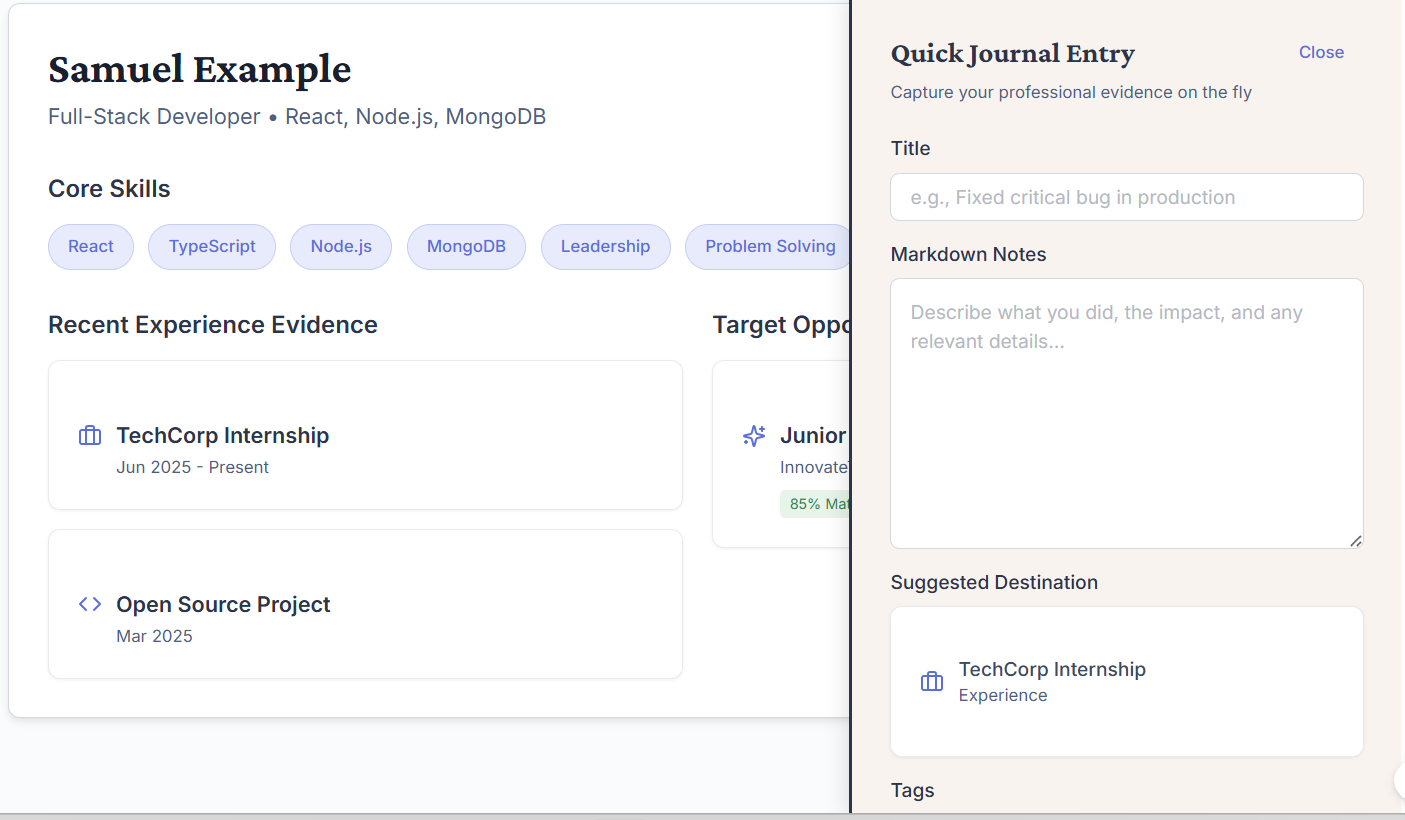 Samuel Example
Full-Stack Developer • React, Node.js, MongoDB
Core Skills
React
TypeScript
Node.js
MongoDB
Leadership
Problem Solving
Recent Experience Evidence
TechCorp Internship
Jun 2025 - Present
Open Source Project
Mar 2025
Target
Junior
85%
Quick Journal Entry
Close
Capture your professional evidence on the fly
Title
e.g., Fixed critical bug in production
Markdown Notes
Describe what you did, the impact, and any
relevant details...
Suggested Destination
TechCorp Internship
Experience
Tags